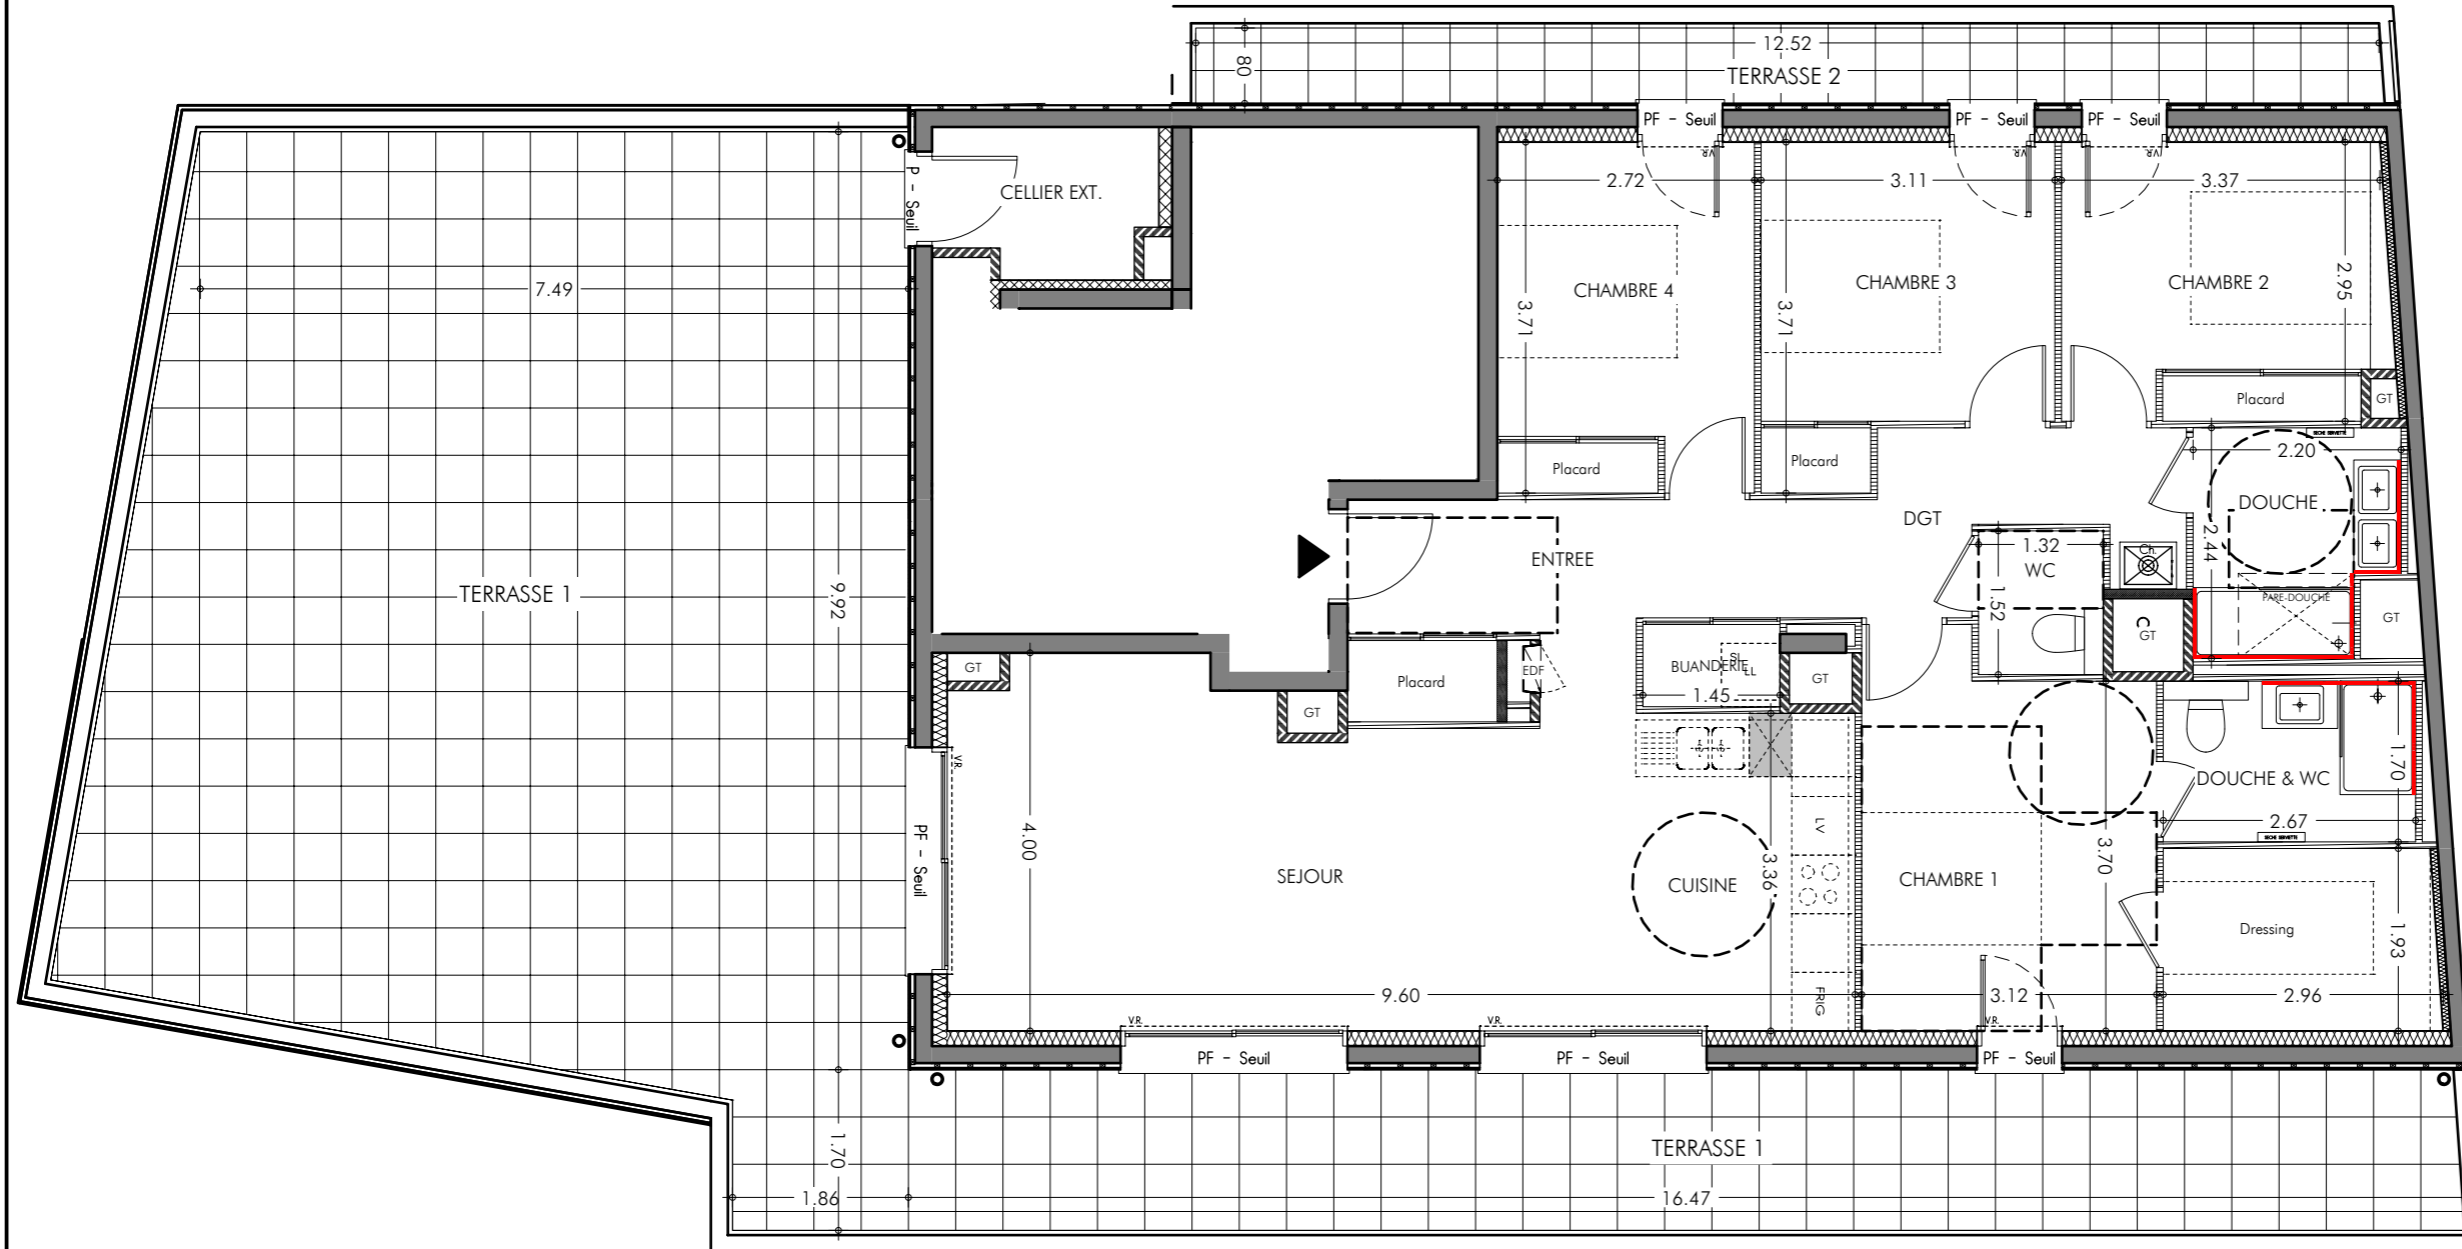 12.52
80
TERRASSE 2
PF - Seuil
PF - Seuil
PF - Seuil
V.R.
V.R.
V.R.
P - Seuil
CELLIER EXT.
2.72
3.11
3.37
7.49
CHAMBRE 4
CHAMBRE 3
CHAMBRE 2
2.95
3.71
3.71
Placard
GT
Placard
Placard
2.20
DOUCHE
DGT
2.44
ENTREE
1.32
WC
Ch.
1.52
TERRASSE 1
9.92
PARE-DOUCHE
GT
C
GT
GT
BUANDERIE
SL
LL
EDF
Placard
GT
1.45
GT
V.R.
1.70
DOUCHE & WC
4.00
PF - Seuil
LV
2.67
SECHE SERVIETTE
3.36
3.70
SEJOUR
CUISINE
CHAMBRE 1
Dressing
1.93
9.60
FRIG
3.12
2.96
V.R.
V.R.
V.R.
PF - Seuil
PF - Seuil
PF - Seuil
1.70
TERRASSE 1
1.86
16.47